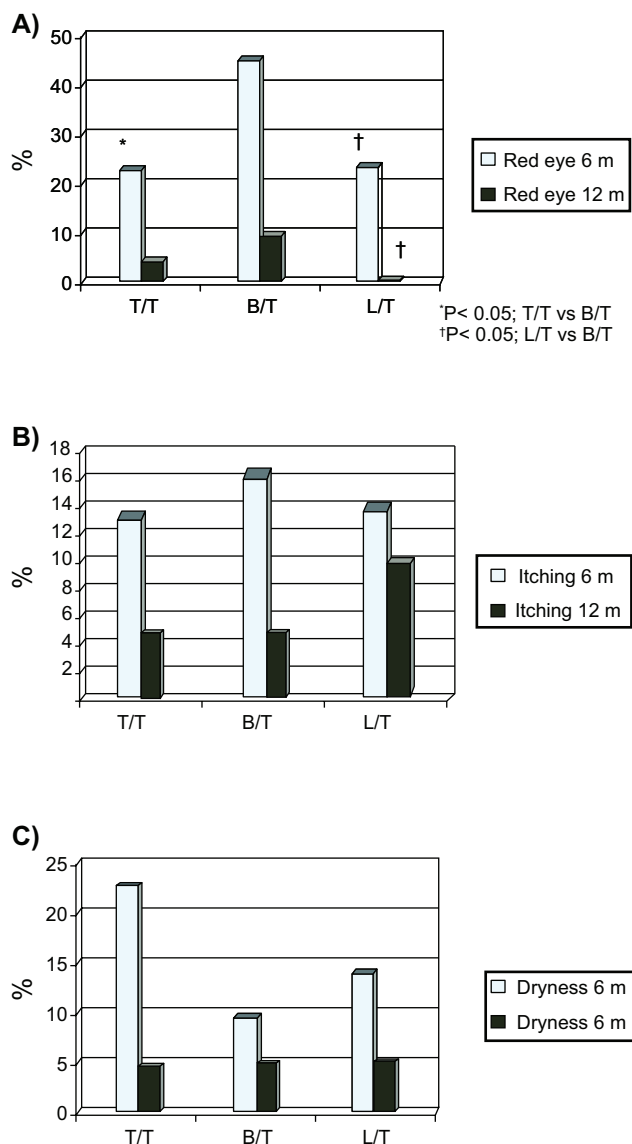 A)
50
40
30
20
10
0
%
*
†
†
T/T
B/T
L/T
Red eye 6 m
Red eye 12 m
*P< 0.05; T/T vs B/T
†P< 0.05; L/T vs B/T
B)
18
16
14
12
10
8
6
4
2
%
T/T
B/T
L/T
Itching 6 m
Itching 12 m
C)
25
20
15
10
5
0
%
T/T
B/T
L/T
Dryness 6 m
Dryness 6 m